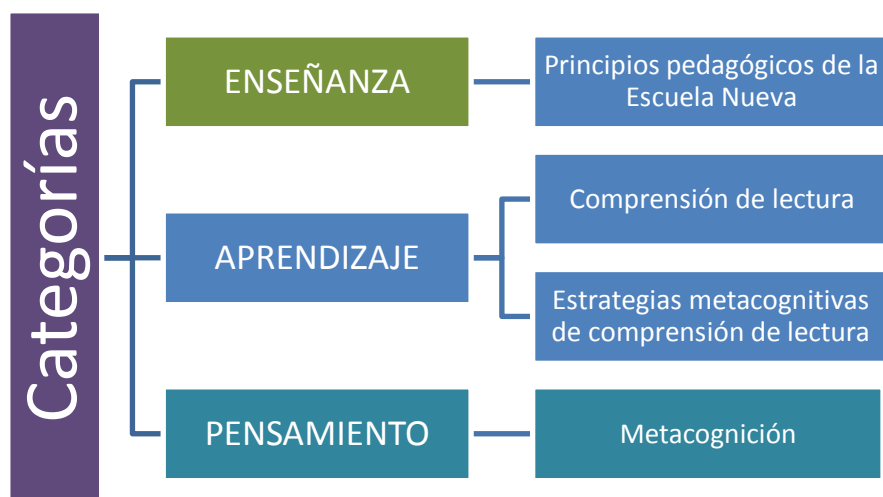 Categorías
ENSEÑANZA
Principios pedagógicos de la
Escuela Nueva
APRENDIZAJE
Comprensión de lectura
Estrategias metacognitivas
de comprensión de lectura
PENSAMIENTO
Metacognición